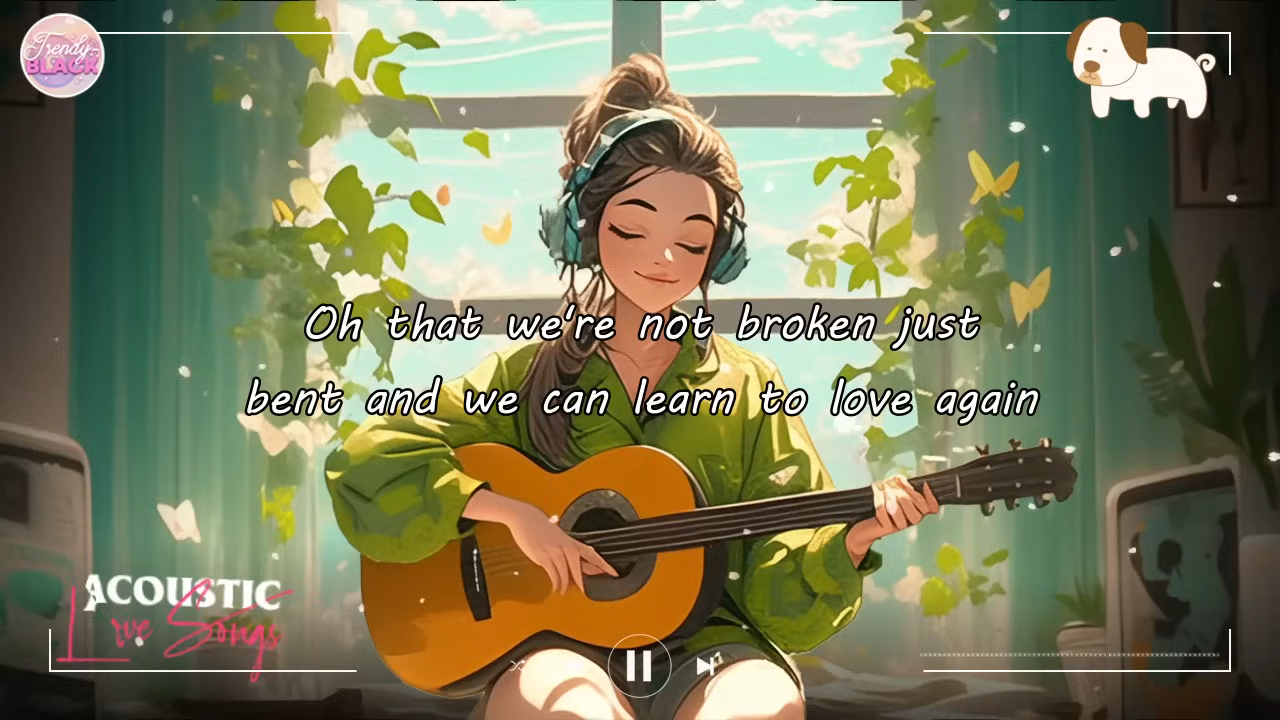 Trendy
BLACK
Oh that we're not broken just
bent and we can learn to love again
ACOUSTIC
Love Songs